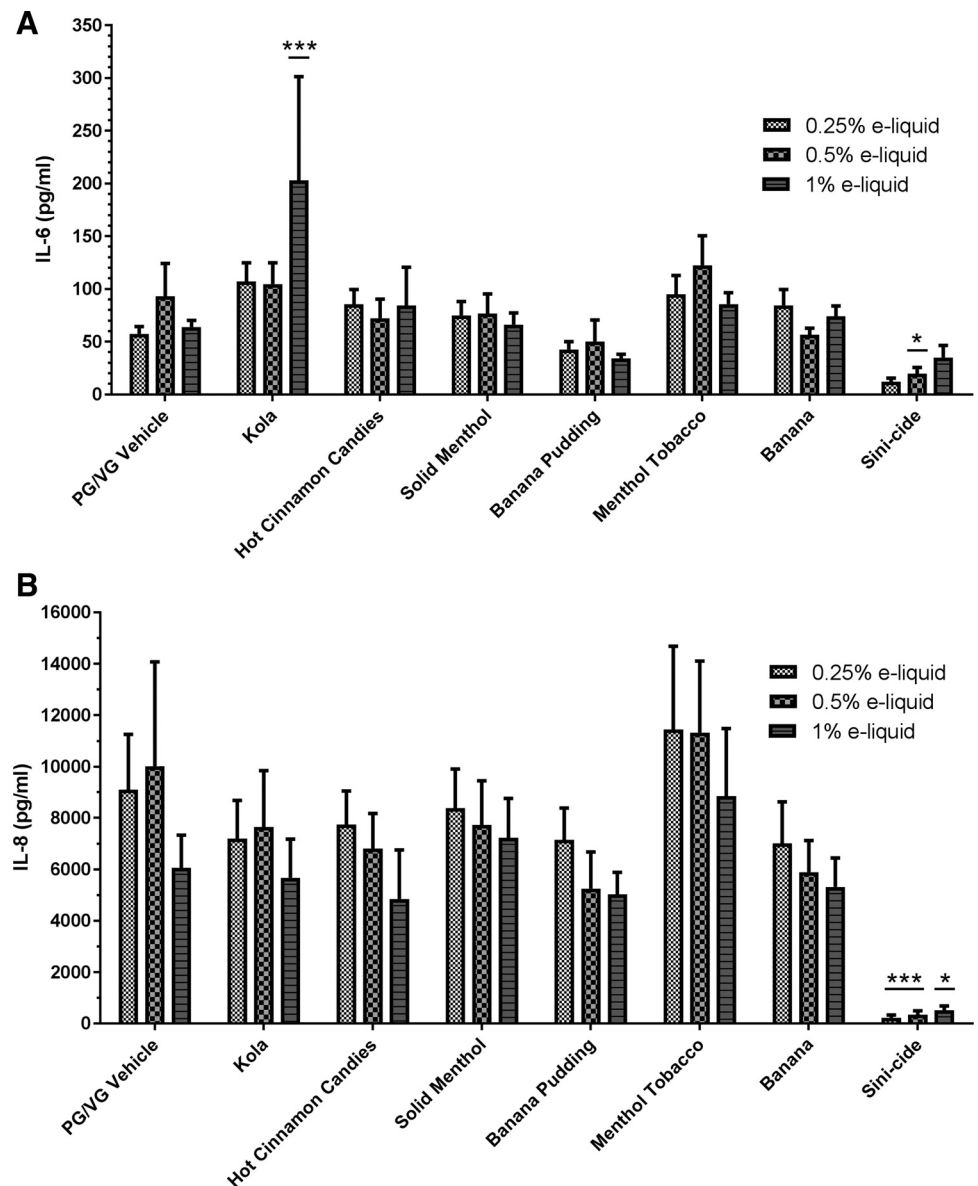 A
350
300
250
200
150
100
50
0
IL-6 (pg/ml)
***
*
0.25% e-liquid
0.5% e-liquid
1% e-liquid
PG/VG Vehicle
Kola
Hot Cinnamon Candies
Solid Menthol
Banana Pudding
Menthol Tobacco
Banana
Sini-cide
B
16000
14000
12000
10000
8000
6000
4000
2000
0
IL-8 (pg/ml)
0.25% e-liquid
0.5% e-liquid
1% e-liquid
*** *
PG/VG Vehicle
Kola
Hot Cinnamon Candies
Solid Menthol
Banana Pudding
Menthol Tobacco
Banana
Sini-cide